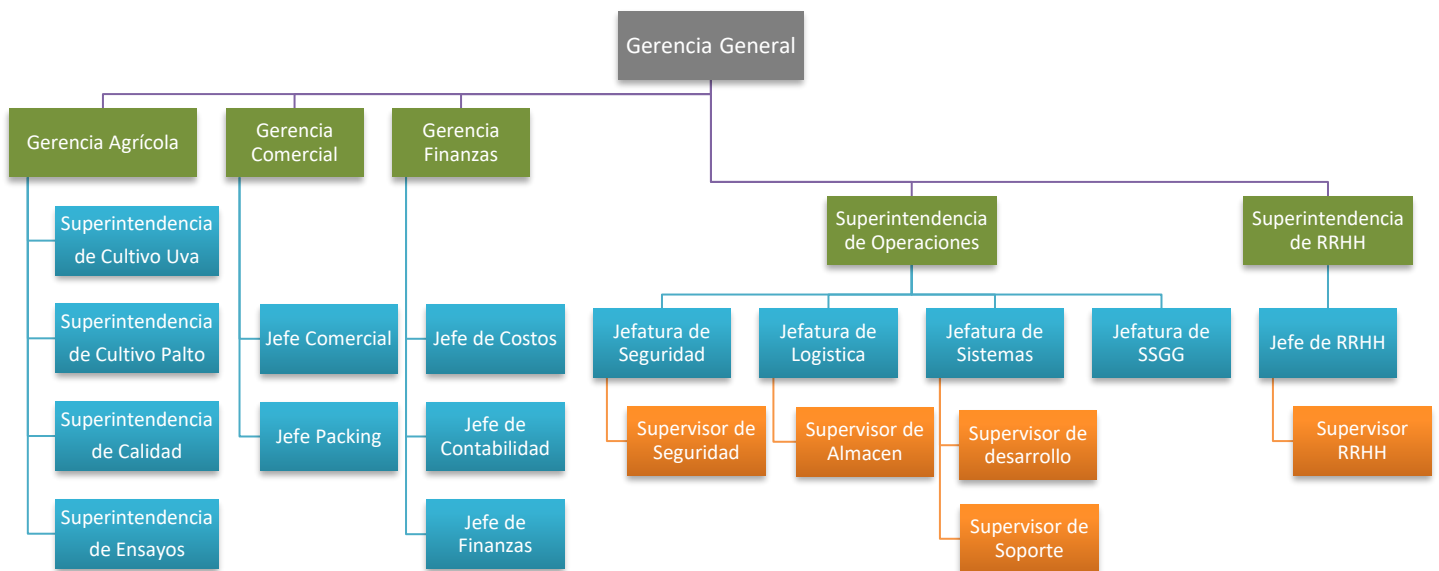 Gerencia General
Gerencia Agrícola
Gerencia
Comercial
Gerencia
Finanzas
Superintendencia
de Operaciones
Superintendencia
de RRHH
Superintendencia
de Cultivo Uva
Superintendencia
de Cultivo Palto
Superintendencia
de Calidad
Superintendencia
de Ensayos
Jefe Comercial
Jefe Packing
Jefe de Costos
Jefe de
Contabilidad
Jefe de
Finanzas
Jefatura de
Seguridad
Supervisor de
Seguridad
Jefatura de
Logistica
Supervisor de
Almacen
Jefatura de
Sistemas
Supervisor de
desarrollo
Supervisor de
Soporte
Jefatura de
SSGG
Jefe de RRHH
Supervisor
RRHH